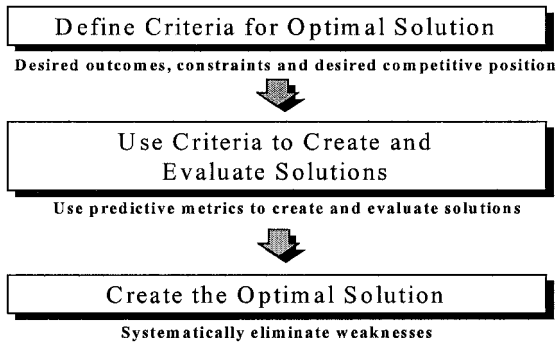 Define Criteria for Optimal Solution
Desired outcomes, constraints and desired competitive position
Use Criteria to Create and
Evaluate Solutions
Use predictive metrics to create and evaluate solutions
Create the Optimal Solution
Systematically eliminate weaknesses